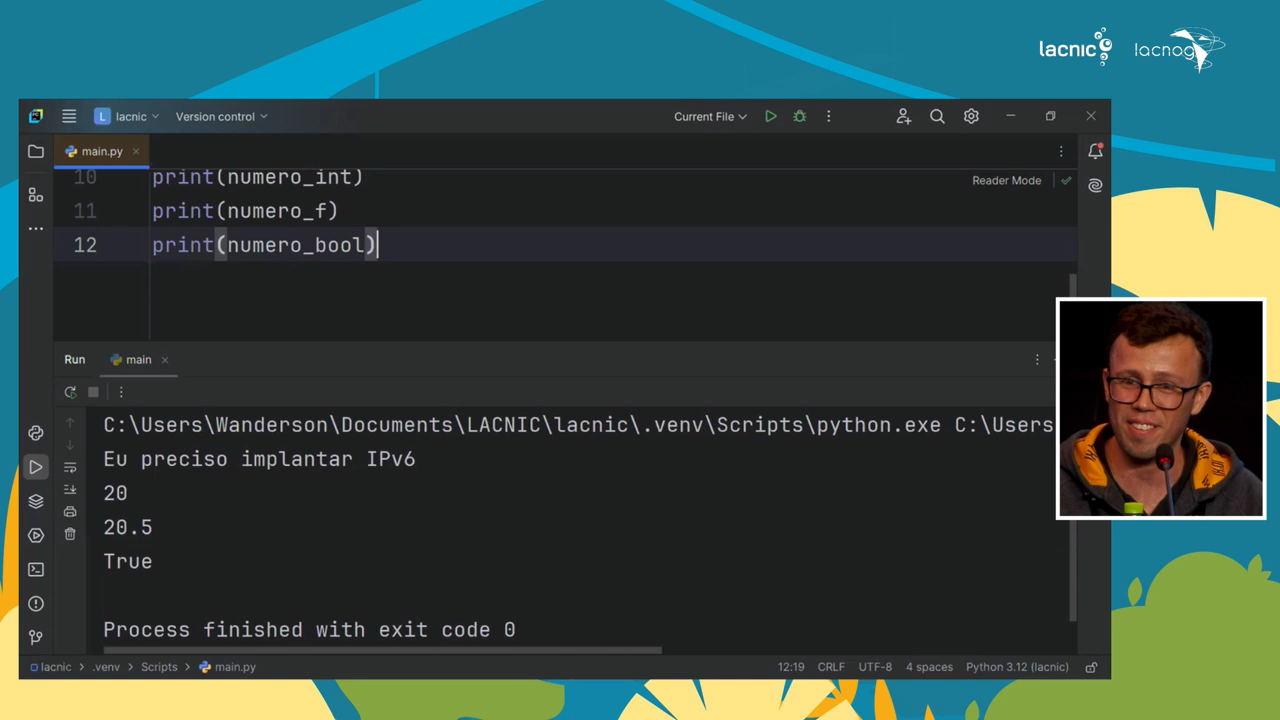 lacnic lacnog
L lacnic Version control Current File
main.py
10 print(numero_int)
Reader Mode
11 print(numero_f)
12 print(numero_bool)
Run main
C:\Users\Wanderson\Documents\LACNIC\lacnic\.venv\Scripts\python.exe C:\Users
Eu preciso implantar IPv6
20
20.5
True
Process finished with exit code 0
lacnic > .venv > Scripts > main.py 12:19 CRLF UTF-8 4 spaces Python 3.12 (lacnic)